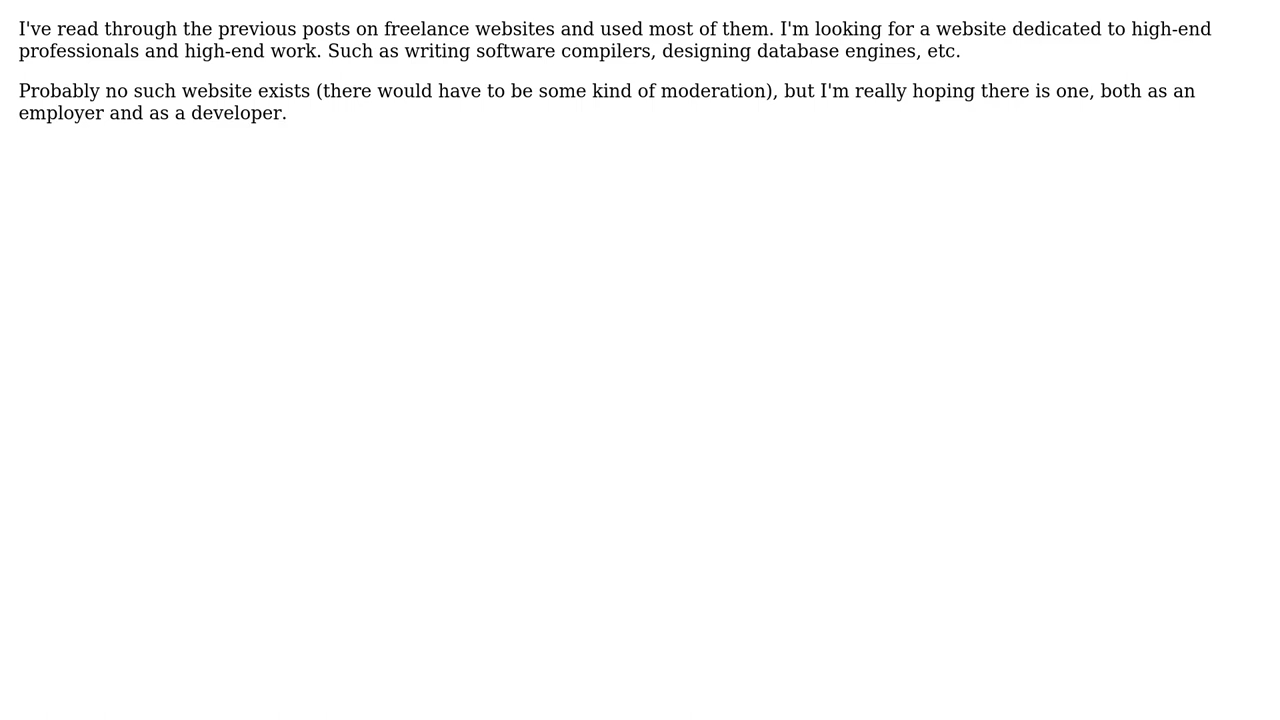 I've read through the previous posts on freelance websites and used most of them. I'm looking for a website dedicated to high-end
professionals and high-end work. Such as writing software compilers, designing database engines, etc.
Probably no such website exists (there would have to be some kind of moderation), but I'm really hoping there is one, both as an
employer and as a developer.